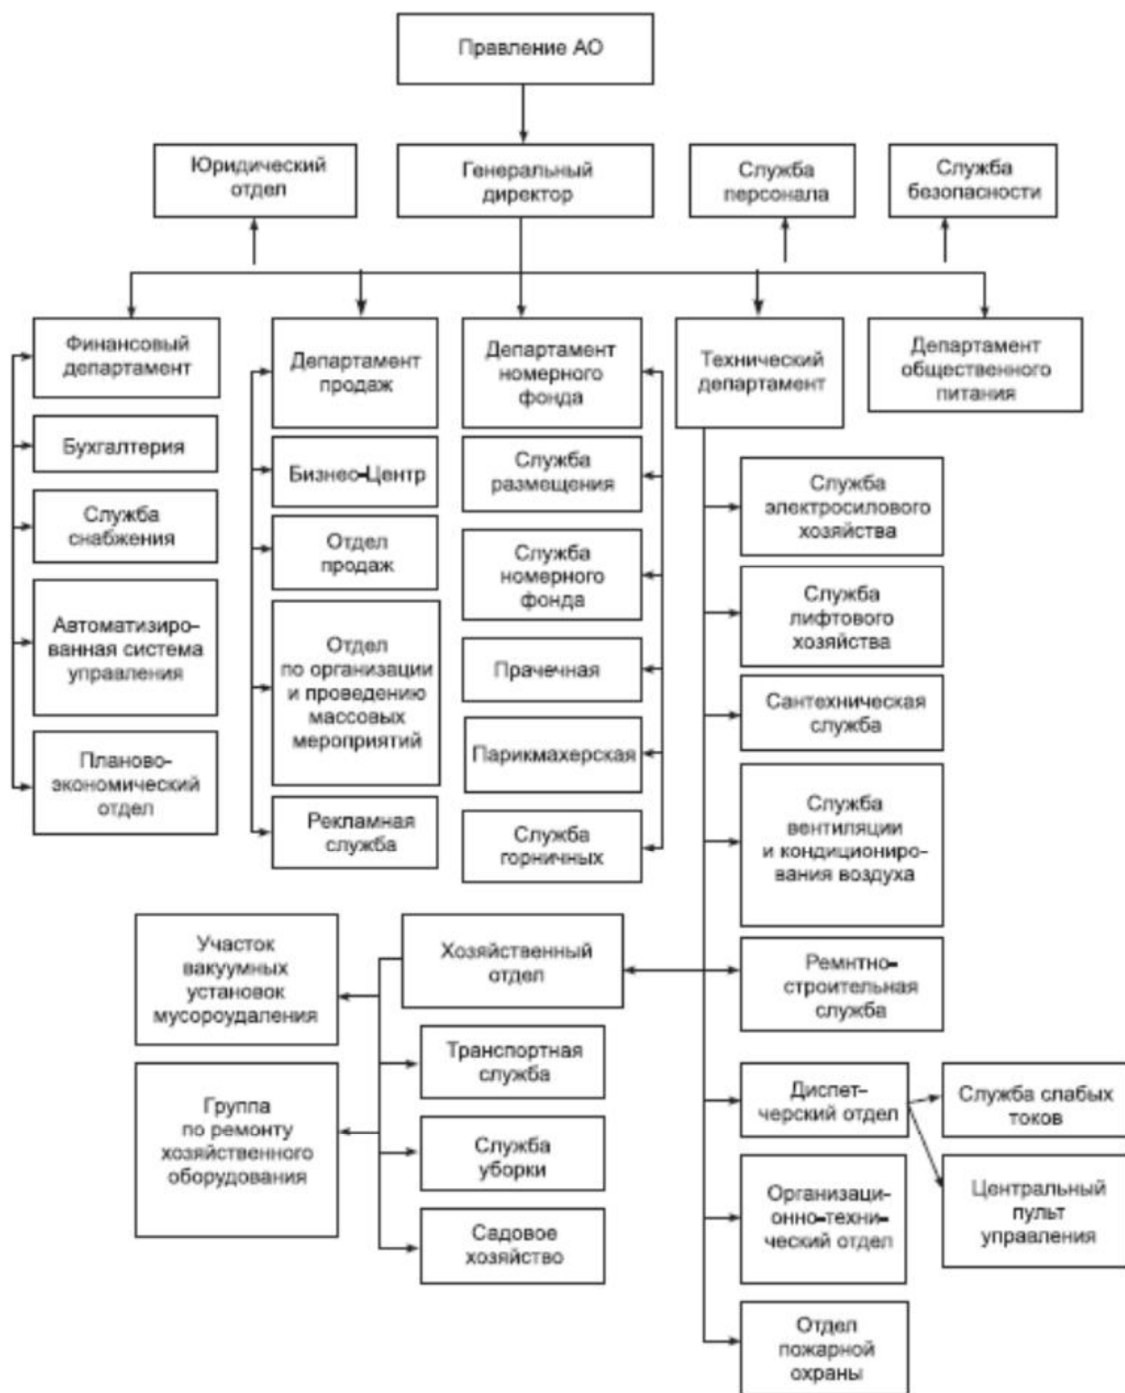 Правление АО
Юридический
отдел
Генеральный
директор
Служба
персонала
Служба
безопасности
Финансовый
департамент
Бухгалтерия
Служба
снабжения
Автоматизиро-
ванная система
управления
Планово-
экономический
отдел
Департамент
продаж
Бизнес-Центр
Отдел
продаж
Отдел
по организации
и проведению
массовых
мероприятий
Рекламная
служба
Департамент
номерного
фонда
Служба
размещения
Служба
номерного
фонда
Прачечная
Парикмахерская
Служба
горничных
Технический
департамент
Департамент
общественного
питания
Служба
электросилового
хозяйства
Служба
лифтового
хозяйства
Сантехническая
служба
Служба
вентиляции
и кондициониро-
вания воздуха
Ремнтно-
строительная
служба
Хозяйственный
отдел
Участок
вакуумных
установок
мусороудаления
Группа
по ремонту
хозяйственного
оборудования
Транспортная
служба
Служба
уборки
Садовое
хозяйство
Диспет-
черский отдел
Служба слабых
токов
Центральный
пульт
управления
Организаци-
онно-техни-
ческий отдел
Отдел
пожарной
охраны